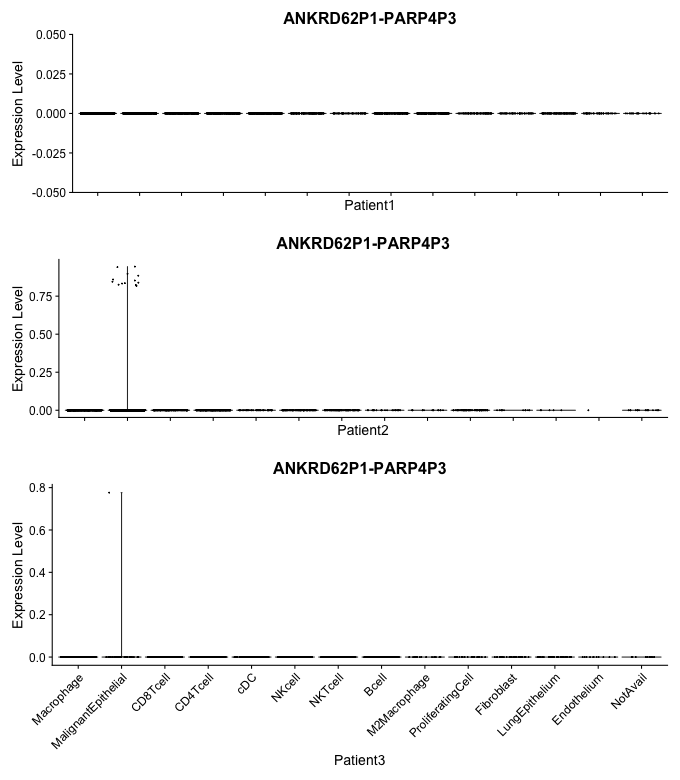 ANKRD62P1-PARP4P3
Expression Level
0.050
0.025
0.000
-0.025
-0.050
Patient1
ANKRD62P1-PARP4P3
Expression Level
0.75
0.50
0.25
0.00
Patient2
ANKRD62P1-PARP4P3
Expression Level
0.8
0.6
0.4
0.2
0.0
Macrophage
MalignantEpithelial
CD8Tcell
CD4Tcell
cDC
NKcell
NKTcell
Bcell
M2Macrophage
ProliferatingCell
Fibroblast
LungEpithelium
Endothelium
NotAvail
Patient3